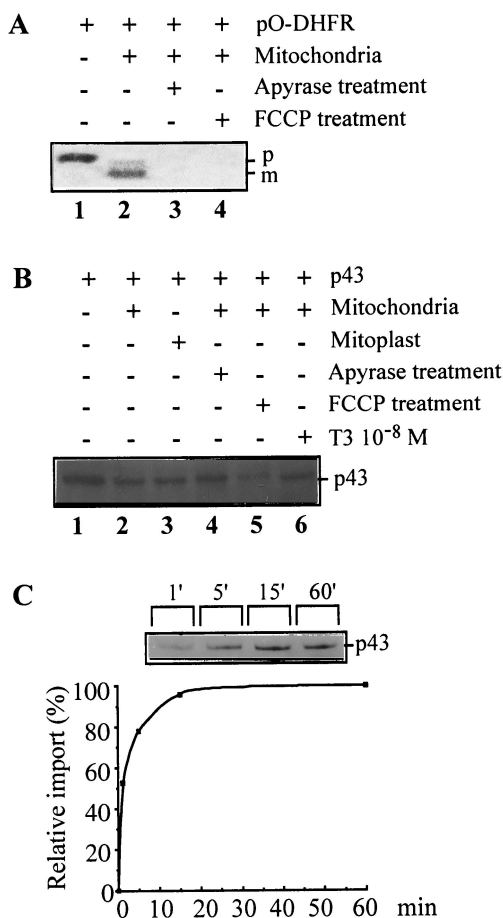 A
+ + + + pO-DHFR
- + + + Mitochondria
- - + - Apyrase treatment
- - - + FCCP treatment
p
m
1 2 3 4
B
+ + + + + + p43
- + - + + + Mitochondria
- - + - - - Mitoplast
- - - + - - Apyrase treatment
- - - - + - FCCP treatment
- - - - - + T3 10⁻⁸ M
p43
1 2 3 4 5 6
C
1' 5' 15' 60'
p43
Relative import (%)
100
80
60
40
20
0
0 10 20 30 40 50 60 min